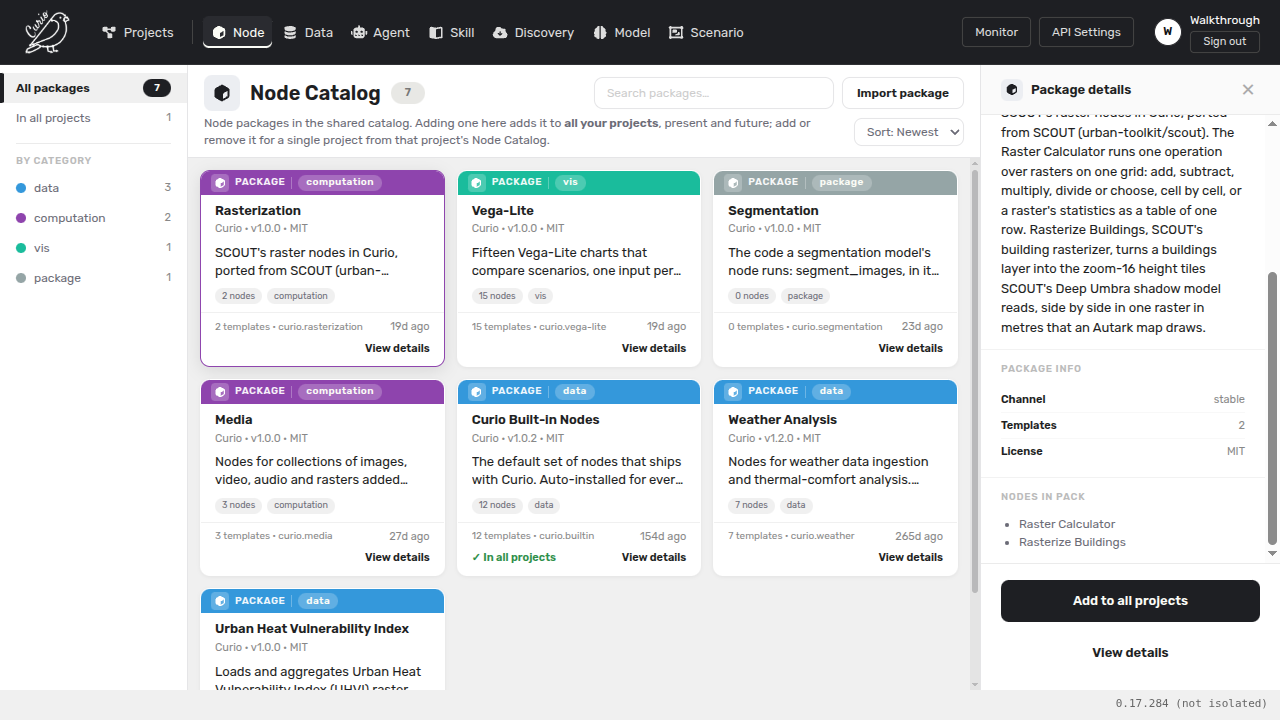 Curio
Projects
Node
Data
Agent
Skill
Discovery
Model
Scenario
Monitor
API Settings
W
Walkthrough
Sign out
All packages 7
In all projects 1
BY CATEGORY
data 3
computation 2
vis 1
package 1
Node Catalog 7
Search packages...
Import package
Node packages in the shared catalog. Adding one here adds it to all your projects, present and future; add or
remove it for a single project from that project's Node Catalog.
Sort: Newest
PACKAGE | computation
Rasterization
Curio • v1.0.0 • MIT
SCOUT's raster nodes in Curio,
ported from SCOUT (urban-…
2 nodes computation
2 templates • curio.rasterization 19d ago
View details
PACKAGE | vis
Vega-Lite
Curio • v1.0.0 • MIT
Fifteen Vega-Lite charts that
compare scenarios, one input per…
15 nodes vis
15 templates • curio.vega-lite 19d ago
View details
PACKAGE | package
Segmentation
Curio • v1.0.0 • MIT
The code a segmentation model's
node runs: segment_images, in it…
0 nodes package
0 templates • curio.segmentation 23d ago
View details
PACKAGE | computation
Media
Curio • v1.0.0 • MIT
Nodes for collections of images,
video, audio and rasters added…
3 nodes computation
3 templates • curio.media 27d ago
View details
PACKAGE | data
Curio Built-in Nodes
Curio • v1.0.2 • MIT
The default set of nodes that ships
with Curio. Auto-installed for ever…
12 nodes data
12 templates • curio.builtin 154d ago
✓ In all projects View details
PACKAGE | data
Weather Analysis
Curio • v1.2.0 • MIT
Nodes for weather data ingestion
and thermal-comfort analysis.…
7 nodes data
7 templates • curio.weather 265d ago
View details
PACKAGE | data
Urban Heat Vulnerability Index
Curio • v1.0.0 • MIT
Loads and aggregates Urban Heat
Vulnerability Index (UHVI) raster
Package details
SCOUT's raster nodes in Curio, ported
from SCOUT (urban-toolkit/scout). The
Raster Calculator runs one operation
over rasters on one grid: add, subtract,
multiply, divide or choose, cell by cell, or
a raster's statistics as a table of one
row. Rasterize Buildings, SCOUT's
building rasterizer, turns a buildings
layer into the zoom-16 height tiles
SCOUT's Deep Umbra shadow model
reads, side by side in one raster in
metres that an Autark map draws.
PACKAGE INFO
Channel stable
Templates 2
License MIT
NODES IN PACK
• Raster Calculator
• Rasterize Buildings
Add to all projects
View details
0.17.284 (not isolated)